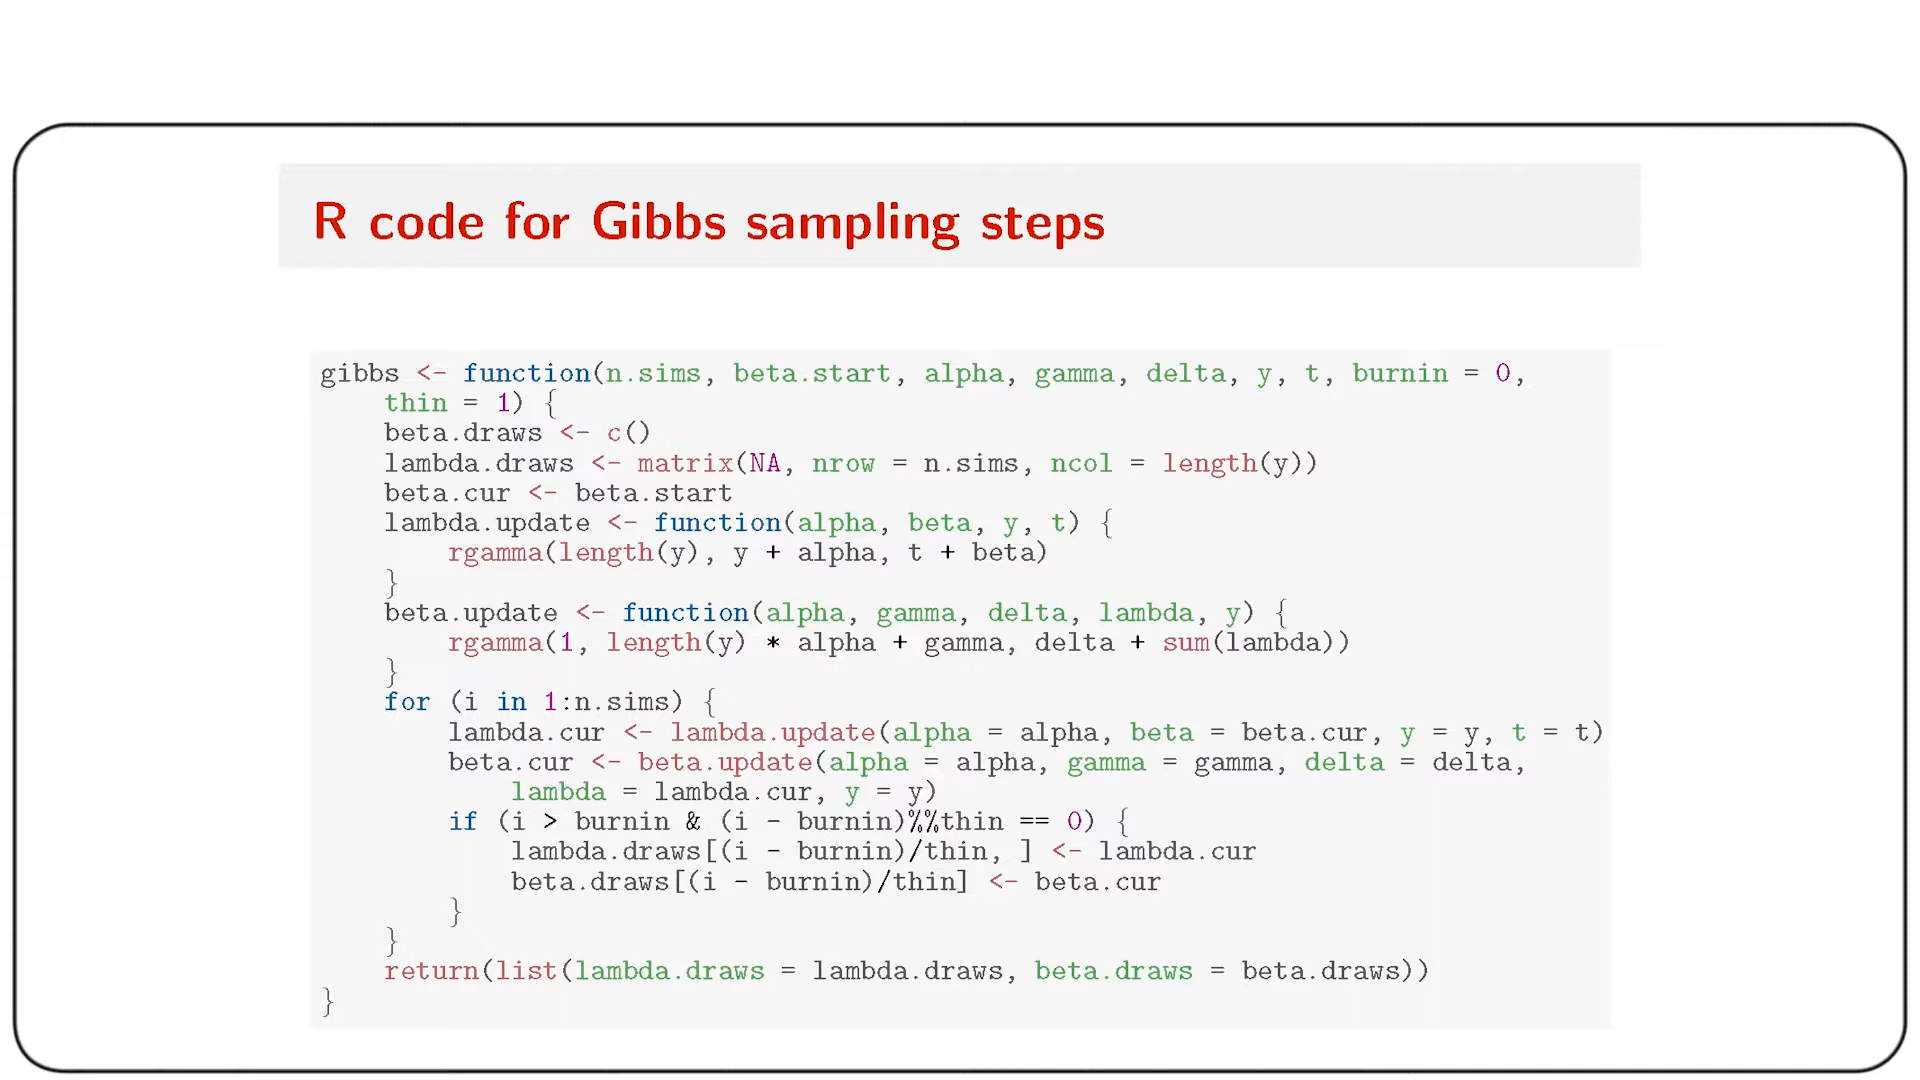 R code for Gibbs sampling steps
gibbs <- function(n.sims, beta.start, alpha, gamma, delta, y, t, burnin = 0,
    thin = 1) {
    beta.draws <- c()
    lambda.draws <- matrix(NA, nrow = n.sims, ncol = length(y))
    beta.cur <- beta.start
    lambda.update <- function(alpha, beta, y, t) {
        rgamma(length(y), y + alpha, t + beta)
    }
    beta.update <- function(alpha, gamma, delta, lambda, y) {
        rgamma(1, length(y) * alpha + gamma, delta + sum(lambda))
    }
    for (i in 1:n.sims) {
        lambda.cur <- lambda.update(alpha = alpha, beta = beta.cur, y = y, t = t)
        beta.cur <- beta.update(alpha = alpha, gamma = gamma, delta = delta,
            lambda = lambda.cur, y = y)
        if (i > burnin & (i - burnin)%%thin == 0) {
            lambda.draws[(i - burnin)/thin, ] <- lambda.cur
            beta.draws[(i - burnin)/thin] <- beta.cur
        }
    }
    return(list(lambda.draws = lambda.draws, beta.draws = beta.draws))
}